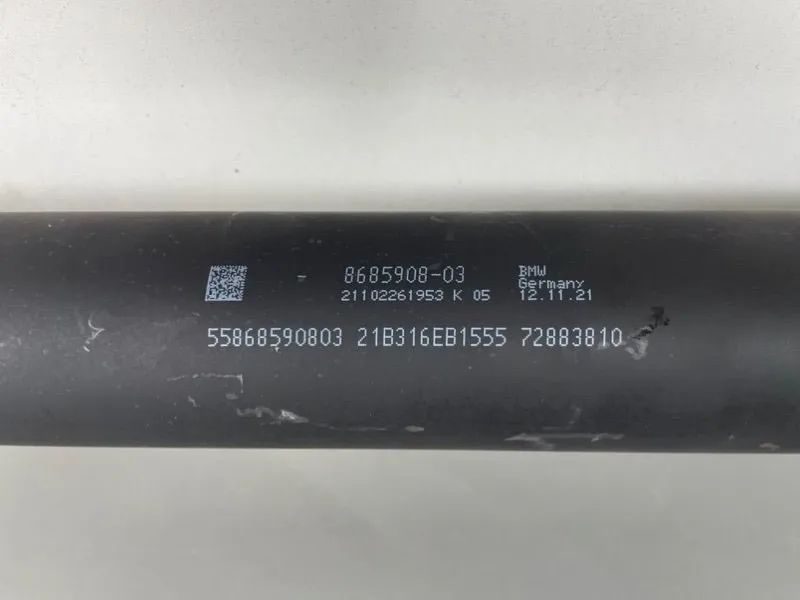 - 8685908-03
21102261953 K 05
BMW
Germany
12.11.21
55868590803 21B316EB1555 72883810